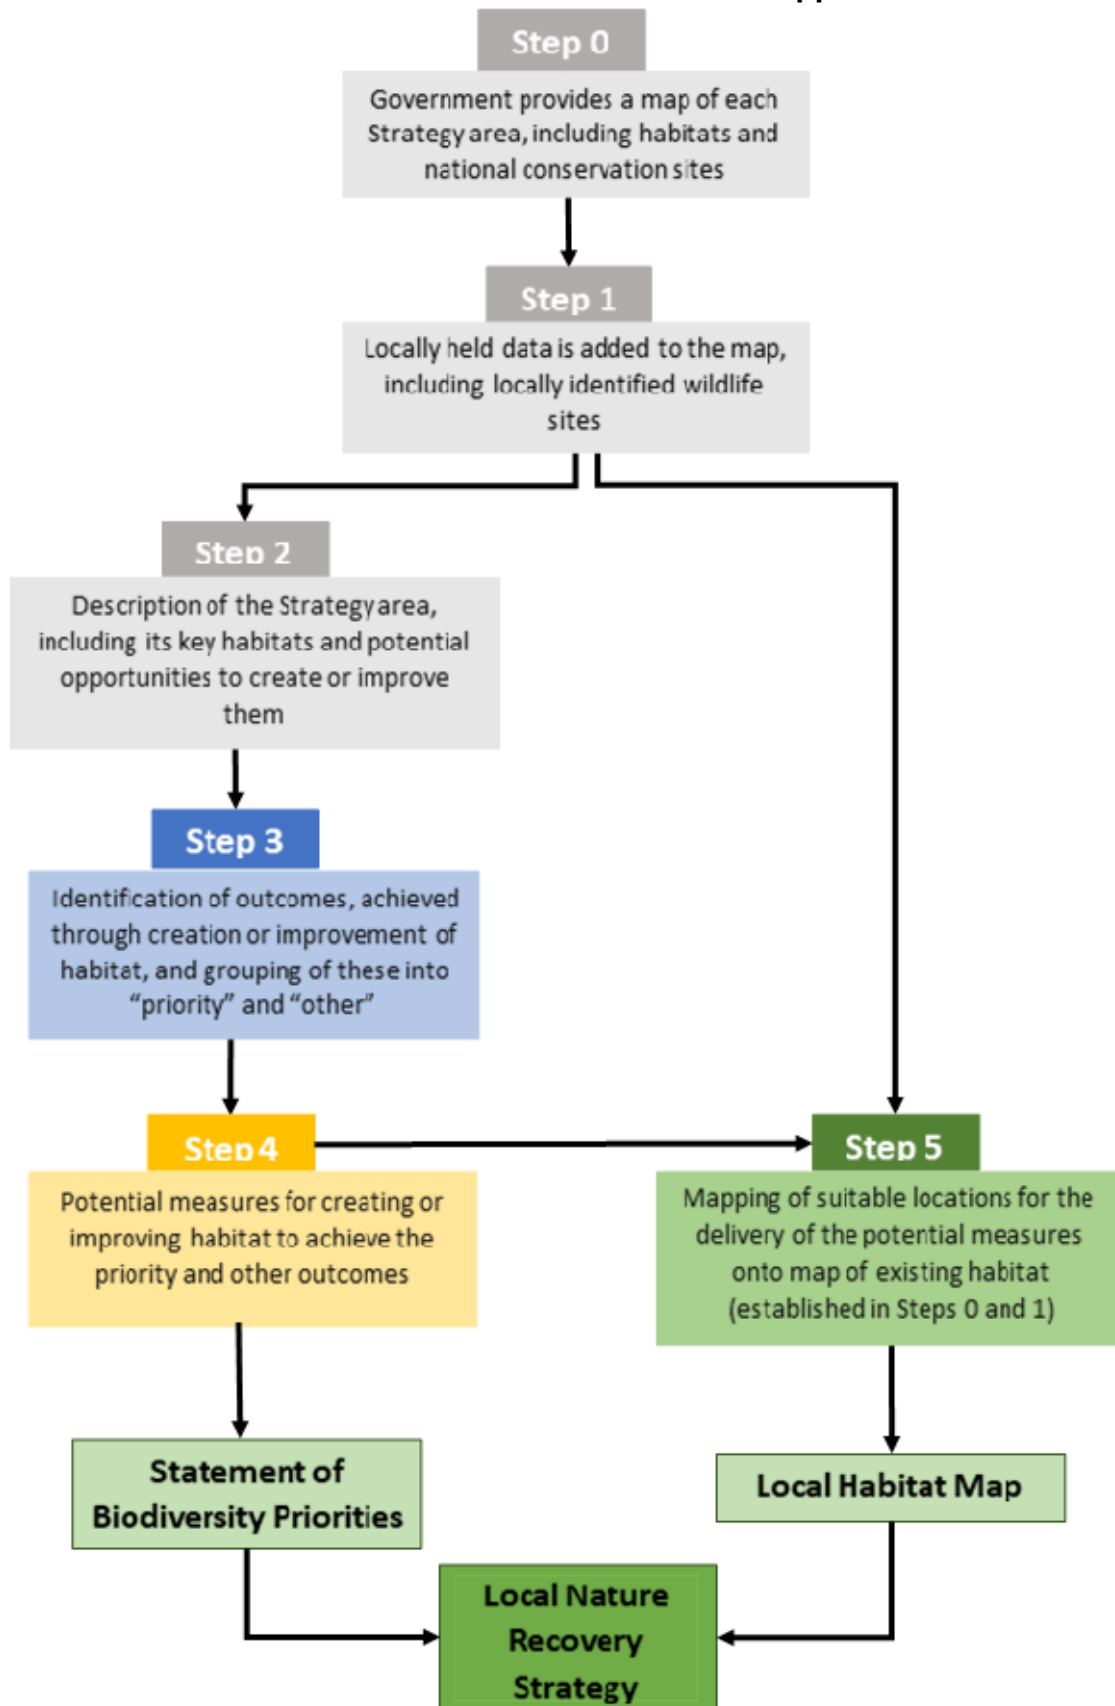 Step 0
Government provides a map of each
Strategy area, including habitats and
national conservation sites
Step 1
Locally held data is added to the map,
including locally identified wildlife
sites
Step 2
Description of the Strategy area,
including its key habitats and potential
opportunities to create or improve
them
Step 3
Identification of outcomes, achieved
through creation or improvement of
habitat, and grouping of these into
“priority” and “other”
Step 4
Potential measures for creating or
improving habitat to achieve the
priority and other outcomes
Step 5
Mapping of suitable locations for the
delivery of the potential measures
onto map of existing habitat
(established in Steps 0 and 1)
Statement of
Biodiversity Priorities
Local Habitat Map
Local Nature
Recovery
Strategy